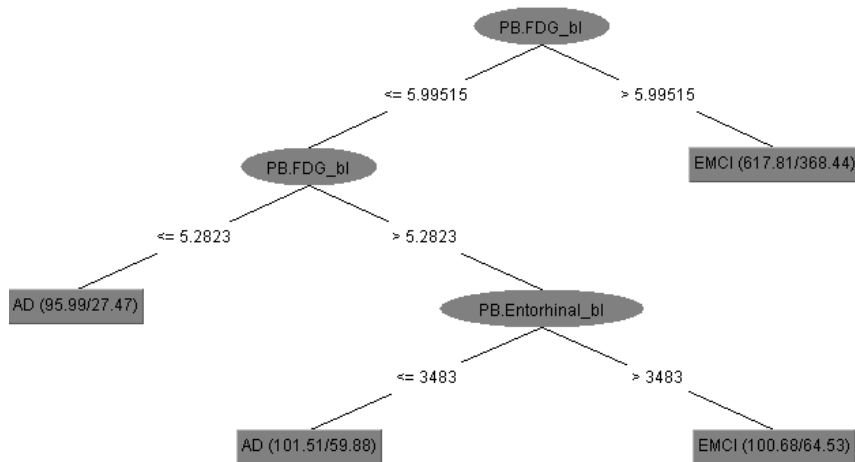 PB.FDG_bl
<= 5.99515
> 5.99515
PB.FDG_bl
EMCI (617.81/368.44)
<= 5.2823
> 5.2823
AD (95.99/27.47)
PB.Entorhinal_bl
<= 3483
> 3483
AD (101.51/59.88)
EMCI (100.68/64.53)